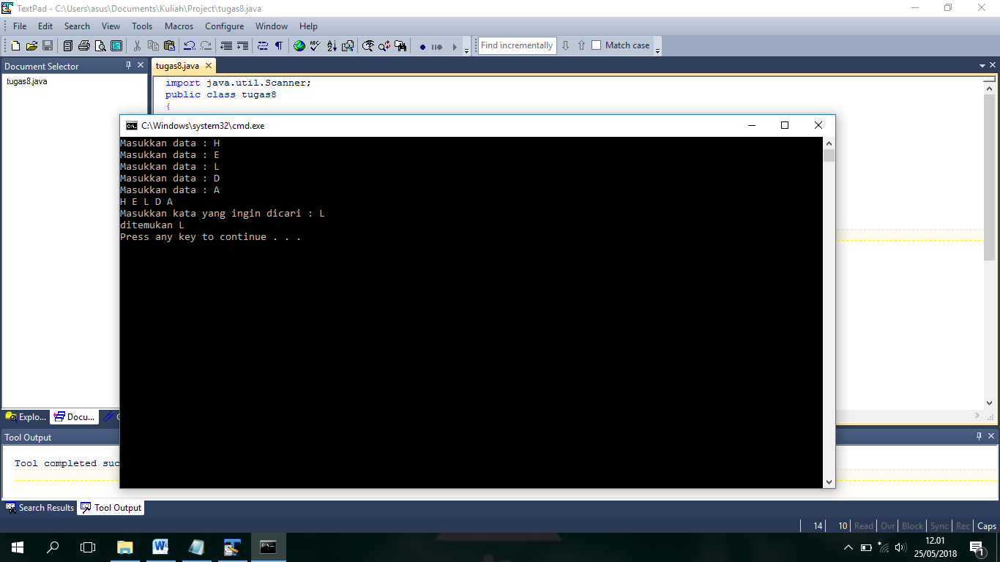 TextPad - C:\Users\asus\Documents\Kuliah\Project\tugas8.java
File Edit Search View Tools Macros Configure Window Help
Find incrementally Match case
Document Selector
tugas8.java
tugas8.java
import java.util.Scanner;
public class tugas8
{
C:\Windows\system32\cmd.exe
Masukkan data : H
Masukkan data : E
Masukkan data : L
Masukkan data : D
Masukkan data : A
H E L D A
Masukkan kata yang ingin dicari : L
ditemukan L
Press any key to continue . . .
Explo... Docu...
Tool Output
Tool completed suc
Search Results Tool Output
14 10 Read Ovr Block Sync Rec Caps
12.01
25/05/2018
1